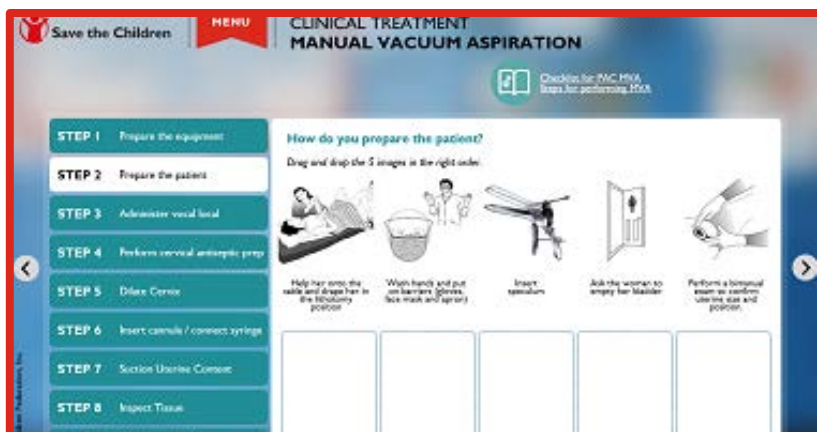 Save the Children
MENU
CLINICAL TREATMENT
MANUAL VACUUM ASPIRATION
Checklist for PAC MVA
Steps for performing MVA
STEP 1 Prepare the equipment
STEP 2 Prepare the patient
STEP 3 Administer vocal local
STEP 4 Perform cervical antiseptic prep
STEP 5 Dilate Cervix
STEP 6 Insert cannula / connect syringe
STEP 7 Suction Uterine Content
STEP 8 Inspect Tissue
How do you prepare the patient?
Drag and drop the 5 images in the right order.
Help her onto the
table and drape her in
the lithotomy
position
Wash hands and put
on barriers (gloves,
face mask and apron)
Insert
speculum
Ask the woman to
empty her bladder
Perform a bimanual
exam to confirm
uterine size and
position.
Federation, Inc.